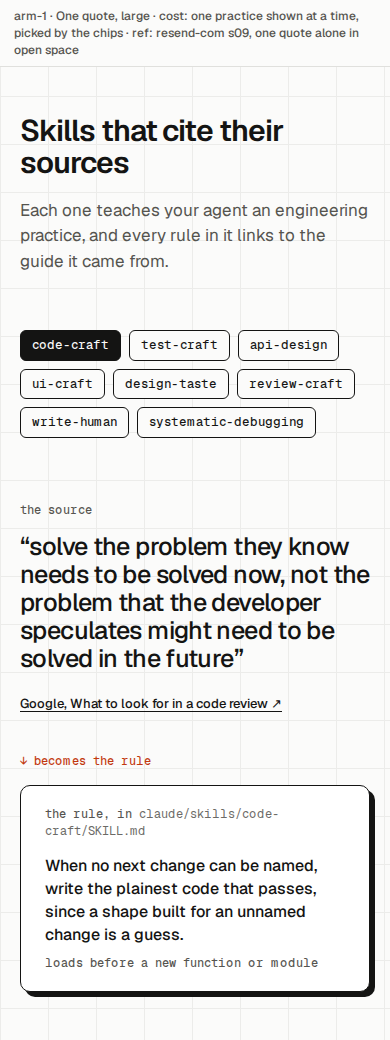 arm-1 · One quote, large · cost: one practice shown at a time,
picked by the chips · ref: resend-com s09, one quote alone in
open space
Skills that cite their
sources
Each one teaches your agent an engineering
practice, and every rule in it links to the
guide it came from.
code-craft test-craft api-design
ui-craft design-taste review-craft
write-human systematic-debugging
the source
“solve the problem they know
needs to be solved now, not the
problem that the developer
speculates might need to be
solved in the future”
Google, What to look for in a code review ↗
↓ becomes the rule
the rule, in claude/skills/code-
craft/SKILL.md
When no next change can be named,
write the plainest code that passes,
since a shape built for an unnamed
change is a guess.
loads before a new function or module